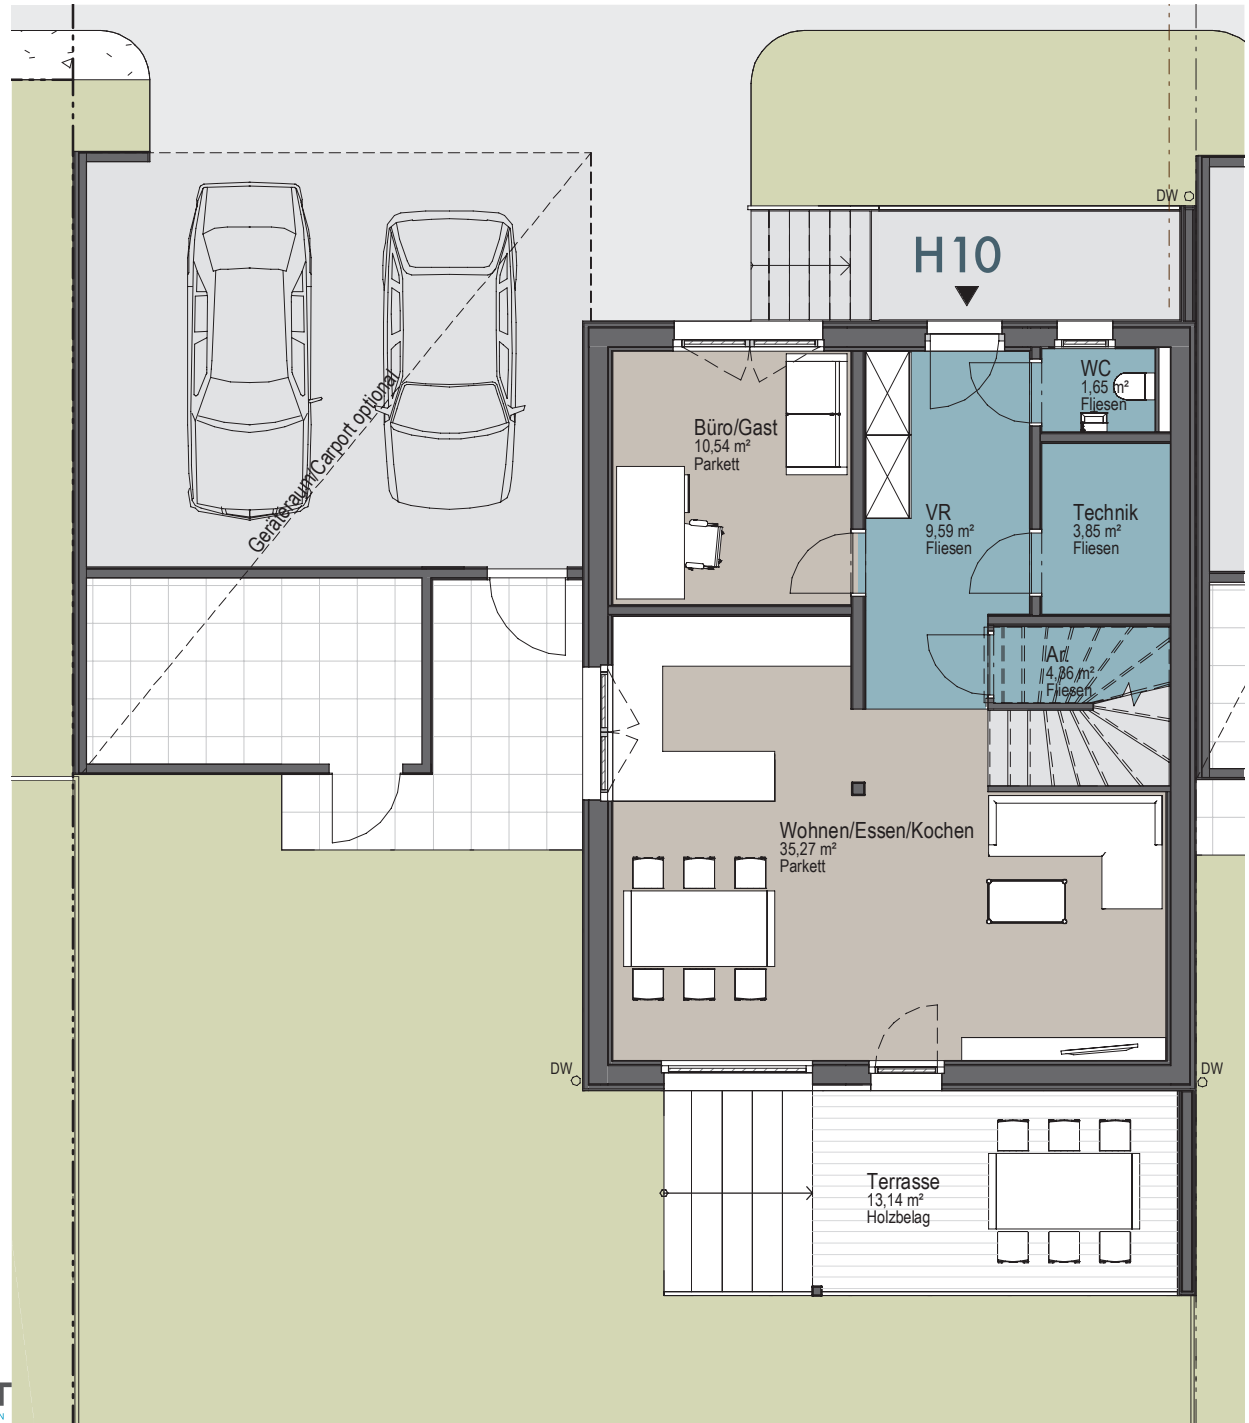 DW
H10
WC
1,65 m²
Fliesen
Büro/Gast
10,54 m²
Parkett
Geräteraum/Carport optional
VR
9,59 m²
Fliesen
Technik
3,85 m²
Fliesen
Ar.
4,36 m²
Fliesen
Wohnen/Essen/Kochen
35,27 m²
Parkett
DW
DW
Terrasse
13,14 m²
Holzbelag
T
N